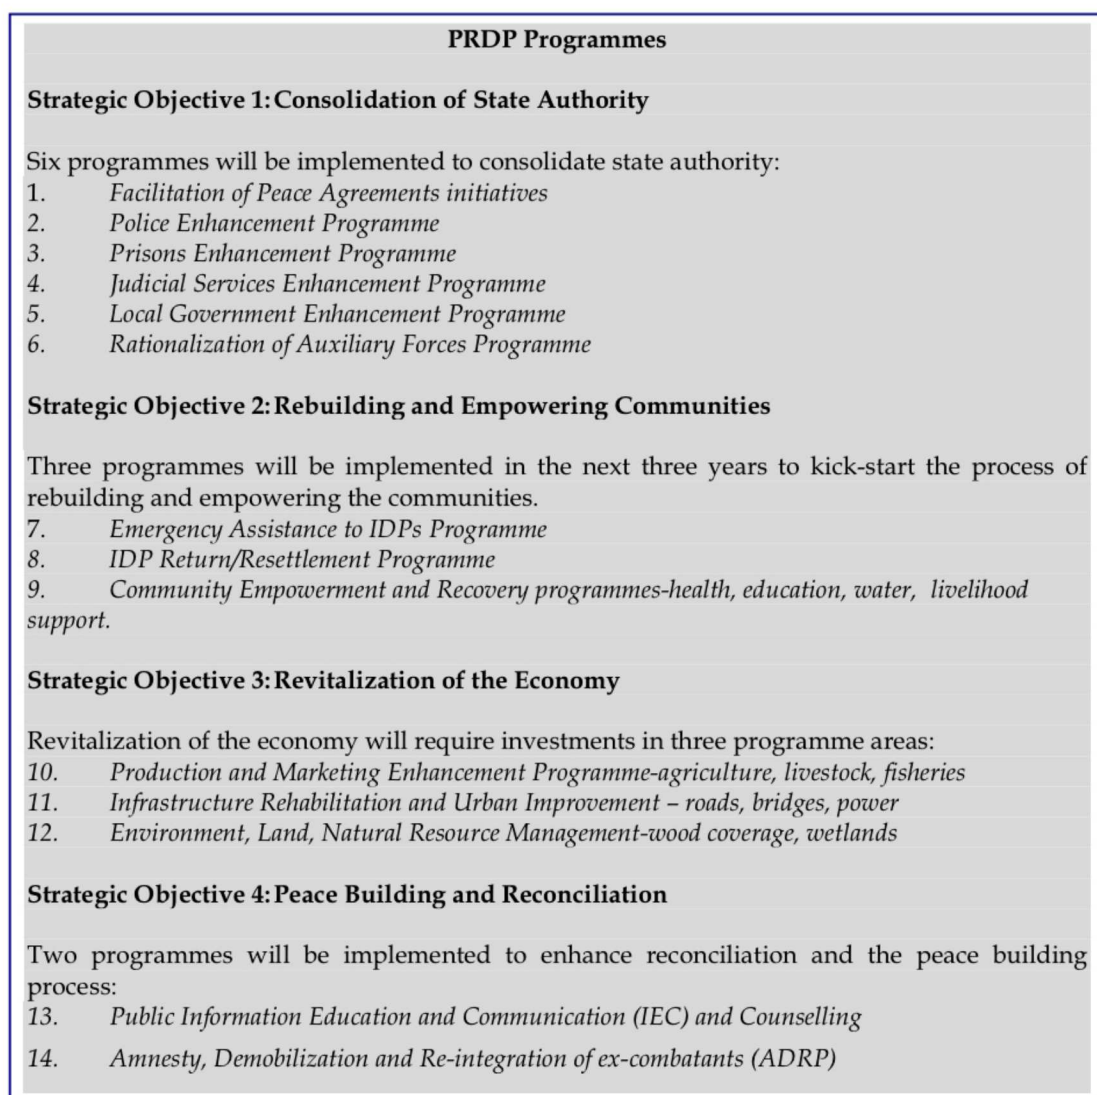 PRDP Programmes
Strategic Objective 1: Consolidation of State Authority
Six programmes will be implemented to consolidate state authority:
1. Facilitation of Peace Agreements initiatives
2. Police Enhancement Programme
3. Prisons Enhancement Programme
4. Judicial Services Enhancement Programme
5. Local Government Enhancement Programme
6. Rationalization of Auxiliary Forces Programme
Strategic Objective 2: Rebuilding and Empowering Communities
Three programmes will be implemented in the next three years to kick-start the process of
rebuilding and empowering the communities.
7. Emergency Assistance to IDPs Programme
8. IDP Return/Resettlement Programme
9. Community Empowerment and Recovery programmes-health, education, water, livelihood
support.
Strategic Objective 3: Revitalization of the Economy
Revitalization of the economy will require investments in three programme areas:
10. Production and Marketing Enhancement Programme-agriculture, livestock, fisheries
11. Infrastructure Rehabilitation and Urban Improvement – roads, bridges, power
12. Environment, Land, Natural Resource Management-wood coverage, wetlands
Strategic Objective 4: Peace Building and Reconciliation
Two programmes will be implemented to enhance reconciliation and the peace building
process:
13. Public Information Education and Communication (IEC) and Counselling
14. Amnesty, Demobilization and Re-integration of ex-combatants (ADRP)